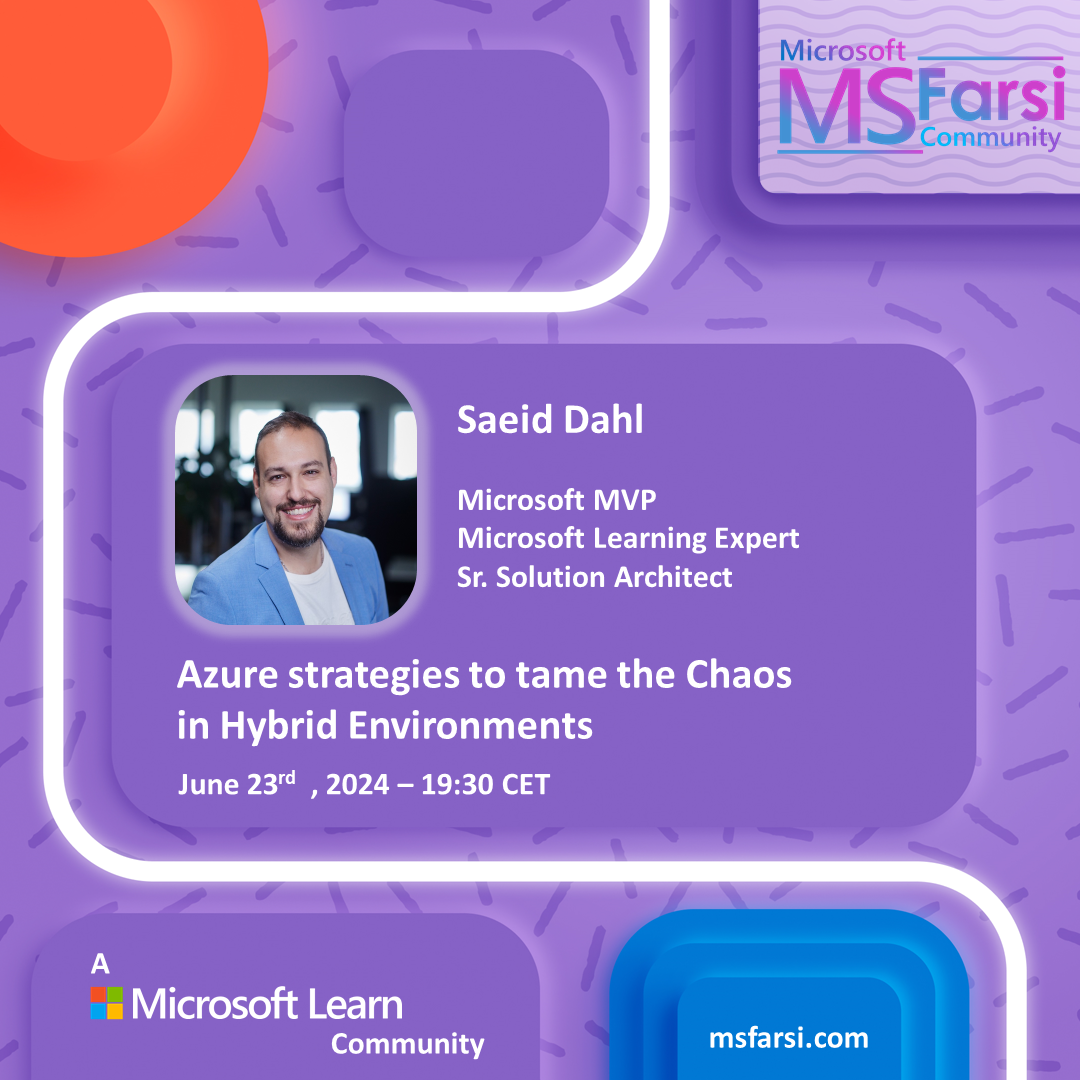 Microsoft
MSFarsi
Community
Saeid Dahl
Microsoft MVP
Microsoft Learning Expert
Sr. Solution Architect
Azure strategies to tame the Chaos
in Hybrid Environments
June 23rd , 2024 – 19:30 CET
A
Microsoft Learn
Community
msfarsi.com